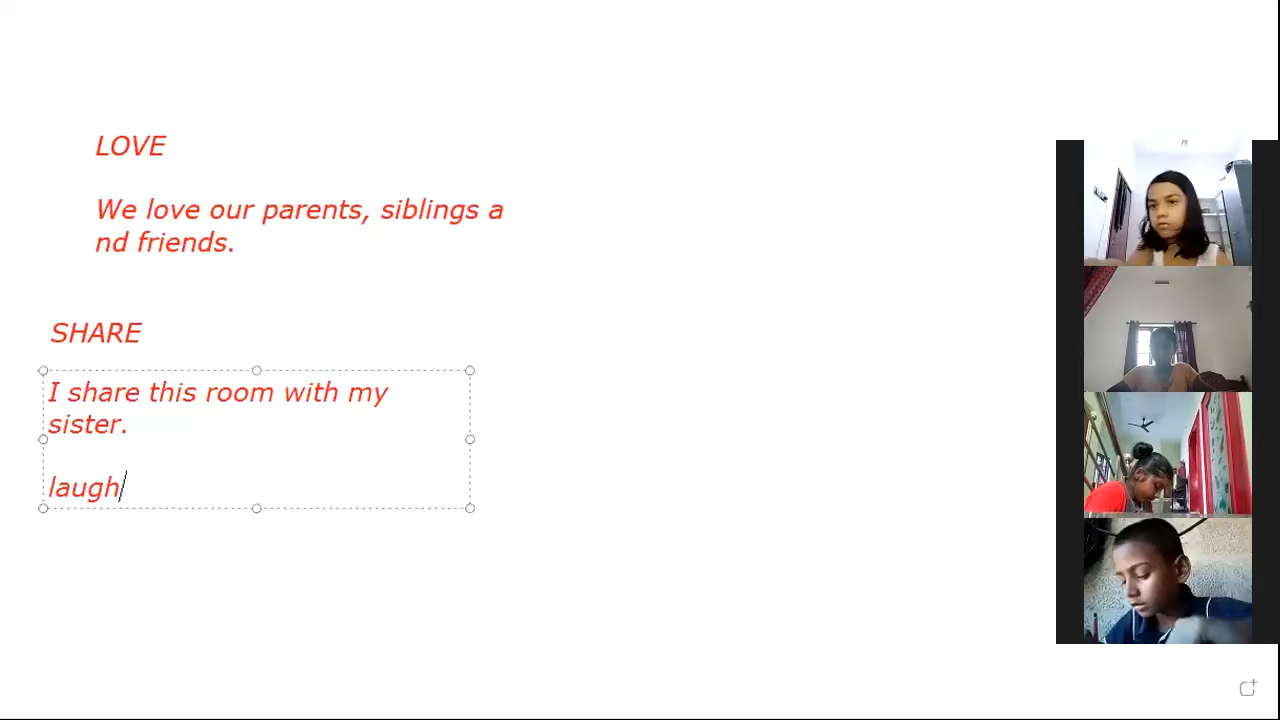 LOVE
We love our parents, siblings a
nd friends.
SHARE
I share this room with my
sister.
laugh